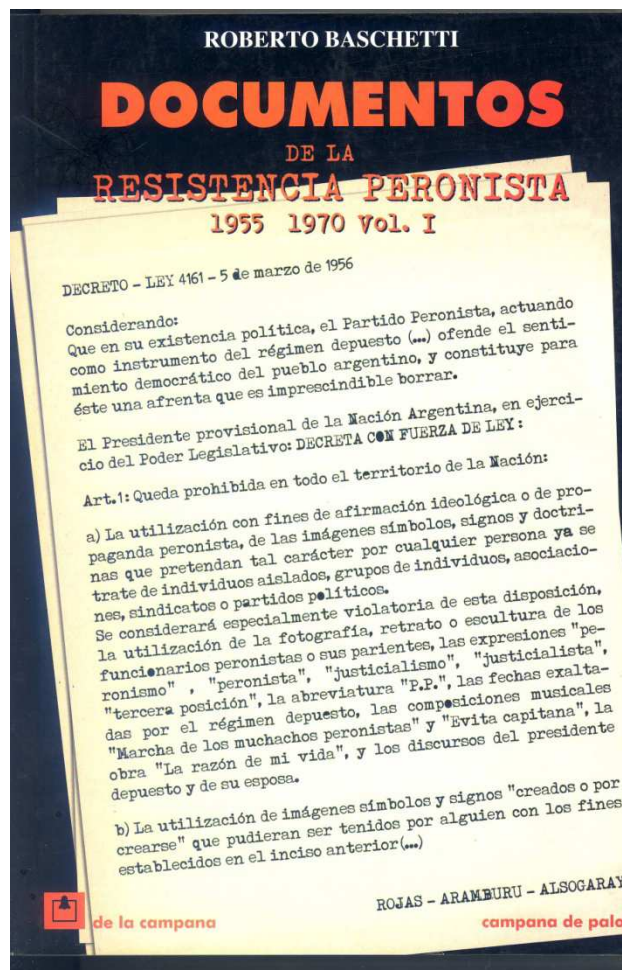 ROBERTO BASCHETTI
DOCUMENTOS
DE LA
RESISTENCIA PERONISTA
1955 1970 Vol. I
DECRETO - LEY 4161 - 5 de marzo de 1956
Considerando:
Que en su existencia política, el Partido Peronista, actuando
como instrumento del régimen depuesto (...) ofende el senti-
miento democrático del pueblo argentino, y constituye para
éste una afrenta que es imprescindible borrar.
El Presidente provisional de la Nación Argentina, en ejerci-
cio del Poder Legislativo: DECRETA CON FUERZA DE LEY:
Art.1: Queda prohibida en todo el territorio de la Nación:
a) La utilización con fines de afirmación ideológica o de pro-
paganda peronista, de las imágenes símbolos, signos y doctri-
nas que pretendan tal carácter por cualquier persona ya se
trate de individuos aislados, grupos de individuos, asociacio-
nes, sindicatos o partidos políticos.
Se considerará especialmente violatoria de esta disposición,
la utilización de la fotografía, retrato o escultura de los
funcionarios peronistas o sus parientes, las expresiones "pe-
ronismo" , "peronista", "justicialismo", "justicialista",
"tercera posición", la abreviatura "P.P.", las fechas exalta-
das por el régimen depuesto, las composiciones musicales
"Marcha de los muchachos peronistas" y "Evita capitana", la
obra "La razón de mi vida", y los discursos del presidente
depuesto y de su esposa.
b) La utilización de imágenes símbolos y signos "creados o por
crearse" que pudieran ser tenidos por alguien con los fines
establecidos en el inciso anterior(...)
ROJAS - ARAMBURU - ALSOGARAY
de la campana
campana de palo